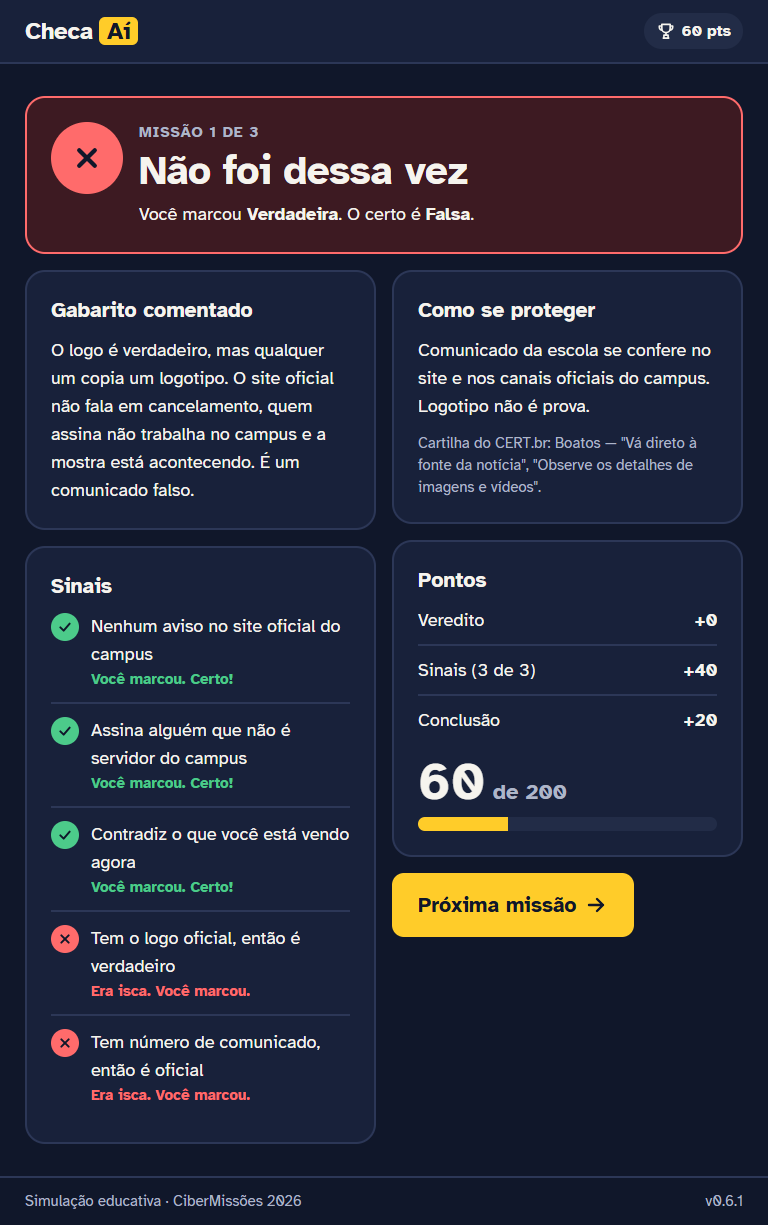 Checa Aí
60 pts
MISSÃO 1 DE 3
Não foi dessa vez
Você marcou Verdadeira. O certo é Falsa.
Gabarito comentado
O logo é verdadeiro, mas qualquer
um copia um logotipo. O site oficial
não fala em cancelamento, quem
assina não trabalha no campus e a
mostra está acontecendo. É um
comunicado falso.
Sinais
Nenhum aviso no site oficial do
campus
Você marcou. Certo!
Assina alguém que não é
servidor do campus
Você marcou. Certo!
Contradiz o que você está vendo
agora
Você marcou. Certo!
Tem o logo oficial, então é
verdadeiro
Era isca. Você marcou.
Tem número de comunicado,
então é oficial
Era isca. Você marcou.
Como se proteger
Comunicado da escola se confere no
site e nos canais oficiais do campus.
Logotipo não é prova.
Cartilha do CERT.br: Boatos — "Vá direto à
fonte da notícia", "Observe os detalhes de
imagens e vídeos".
Pontos
Veredito +0
Sinais (3 de 3) +40
Conclusão +20
60 de 200
Próxima missão →
Simulação educativa · CiberMissões 2026
v0.6.1